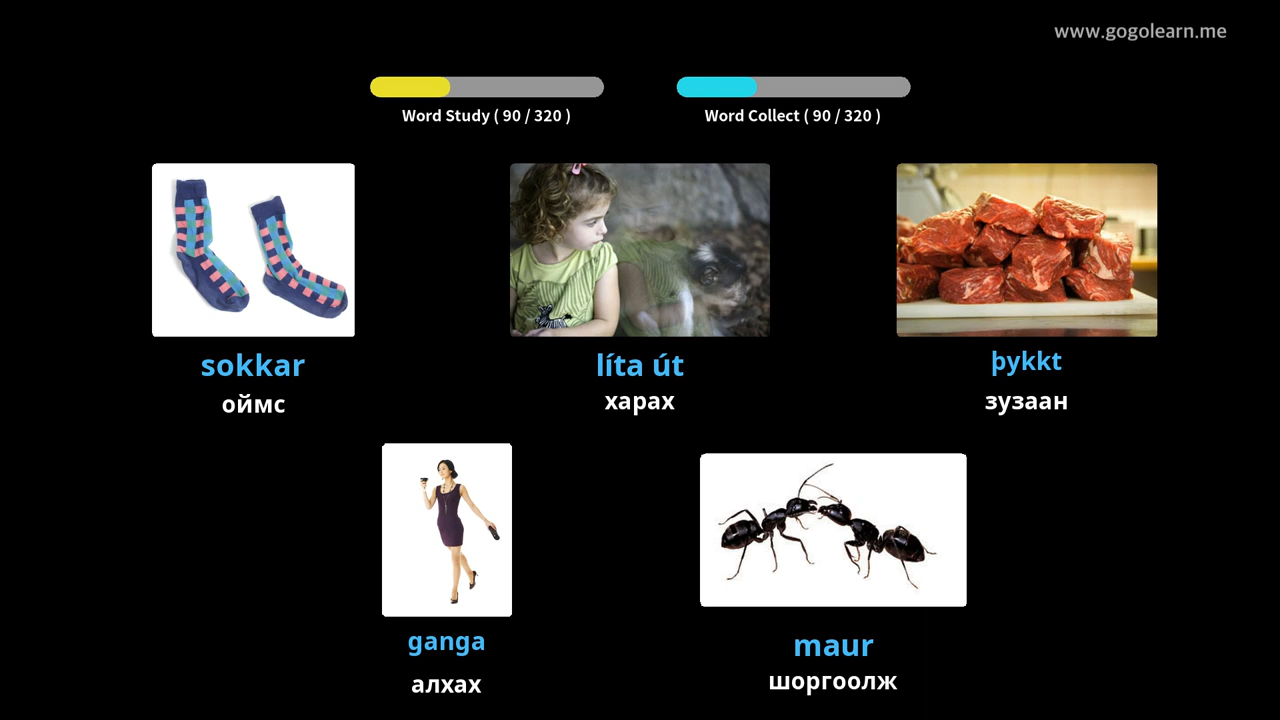 www.gogolearn.me
Word Study ( 90 / 320 )
Word Collect ( 90 / 320 )
sokkar
оймс
líta út
харах
þykkt
зузаан
ganga
алхах
maur
шоргоолж